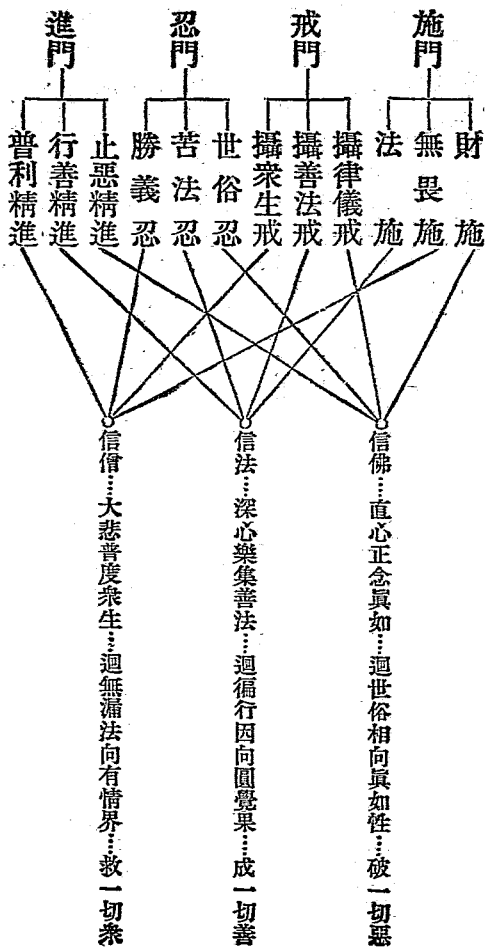 施門
財施
無畏施
法施
戒門
攝律儀戒
攝善法戒
攝衆生戒
忍門
世俗忍
苦法忍
勝義忍
進門
止惡精進
行善精進
普利精進
信佛……直心正念眞如……迴世俗相向眞如性……破一切惡
信法……深心樂集善法……迴徧行因向圓覺果……成一切善
信僧……大悲普度衆生……迴無漏法向有情界……救一切衆